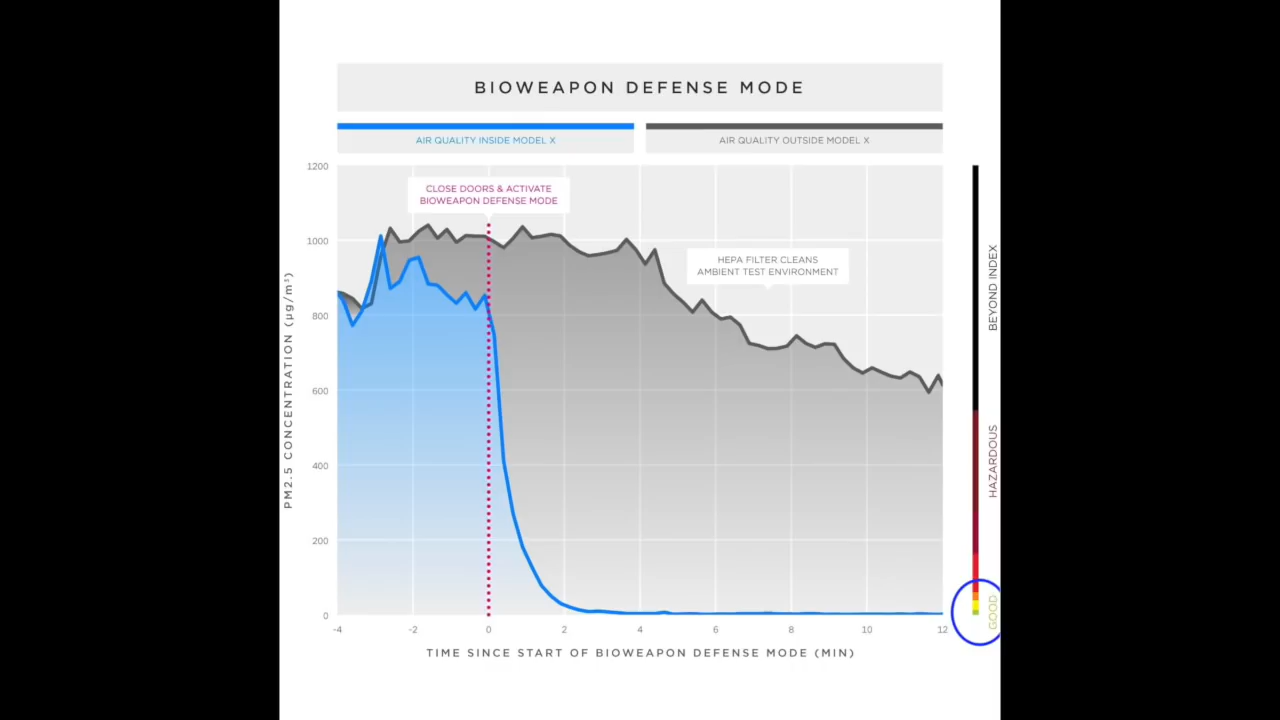 BIOWEAPON DEFENSE MODE
AIR QUALITY INSIDE MODEL X
AIR QUALITY OUTSIDE MODEL X
CLOSE DOORS & ACTIVATE
BIOWEAPON DEFENSE MODE
HEPA FILTER CLEANS
AMBIENT TEST ENVIRONMENT
PM2.5 CONCENTRATION (µg/m³)
1200
1000
800
600
400
200
0
-4
-2
0
2
4
6
8
10
12
TIME SINCE START OF BIOWEAPON DEFENSE MODE (MIN)
BEYOND INDEX
HAZARDOUS
GOOD